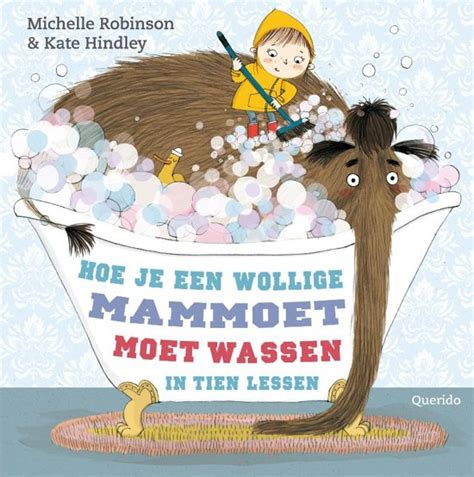 Michelle Robinson
& Kate Hindley
HOE JE EEN WOLLIGE
MAMMOET
MOET WASSEN
IN TIEN LESSEN
Querido